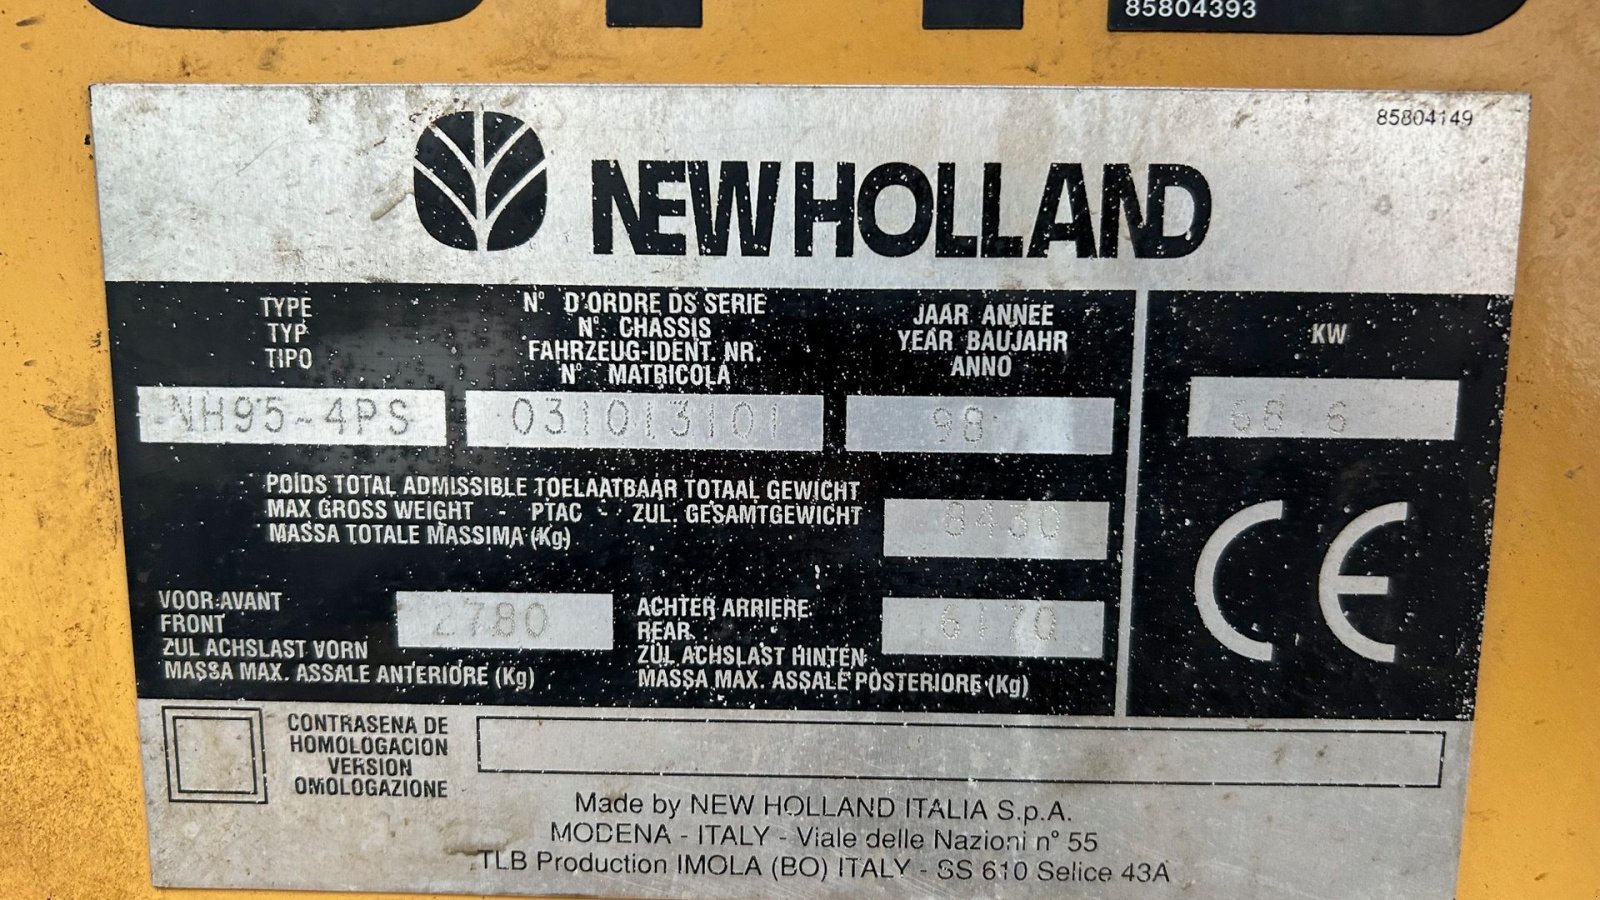 85804393
85804149
NEW HOLLAND
TYPE
TYP
TIPO
N° D'ORDRE DS SERIE
N° CHASSIS
FAHRZEUG-IDENT. NR.
N° MATRICOLA
JAAR ANNEE
YEAR BAUJAHR
ANNO
KW
NH95-4PS
031013101
98
68.6
POIDS TOTAL ADMISSIBLE TOELAATBAAR TOTAAL GEWICHT
MAX GROSS WEIGHT - PTAC - ZUL. GESAMTGEWICHT
MASSA TOTALE MASSIMA (Kg)
8430
CE
VOOR-AVANT
FRONT
ZUL ACHSLAST VORN
MASSA MAX. ASSALE ANTERIORE (Kg)
2780
ACHTER ARRIERE
REAR
ZUL ACHSLAST HINTEN
MASSA MAX. ASSALE POSTERIORE (Kg)
6170
CONTRASENA DE
HOMOLOGACION
VERSION
OMOLOGAZIONE
Made by NEW HOLLAND ITALIA S.p.A.
MODENA - ITALY - Viale delle Nazioni n° 55
TLB Production IMOLA (BO) ITALY - SS 610 Selice 43A